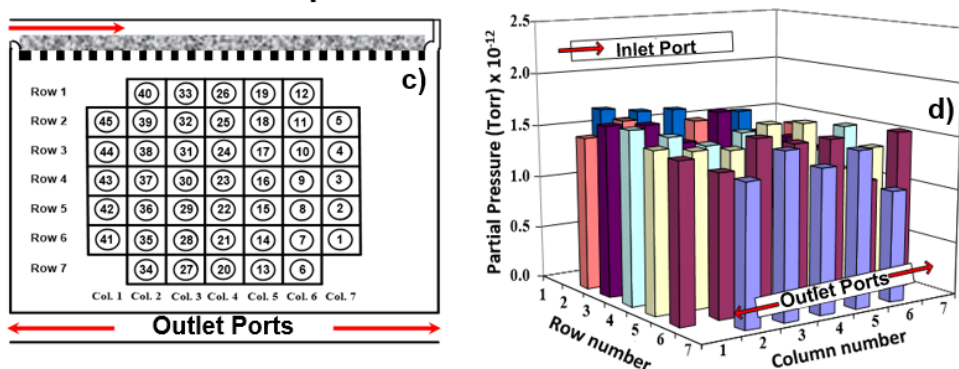 c)
Row 1 40 33 26 19 12
Row 2 45 39 32 25 18 11 5
Row 3 44 38 31 24 17 10 4
Row 4 43 37 30 23 16 9 3
Row 5 42 36 29 22 15 8 2
Row 6 41 35 28 21 14 7 1
Row 7 34 27 20 13 6
Col. 1 Col. 2 Col. 3 Col. 4 Col. 5 Col. 6 Col. 7
Outlet Ports
d)
Partial Pressure (Torr) x 10⁻¹²
2.5
2.0
1.5
1.0
0.5
0.0
Inlet Port
Outlet Ports
1 2 3 4 5 6 7
Row number
1 2 3 4 5 6 7
Column number